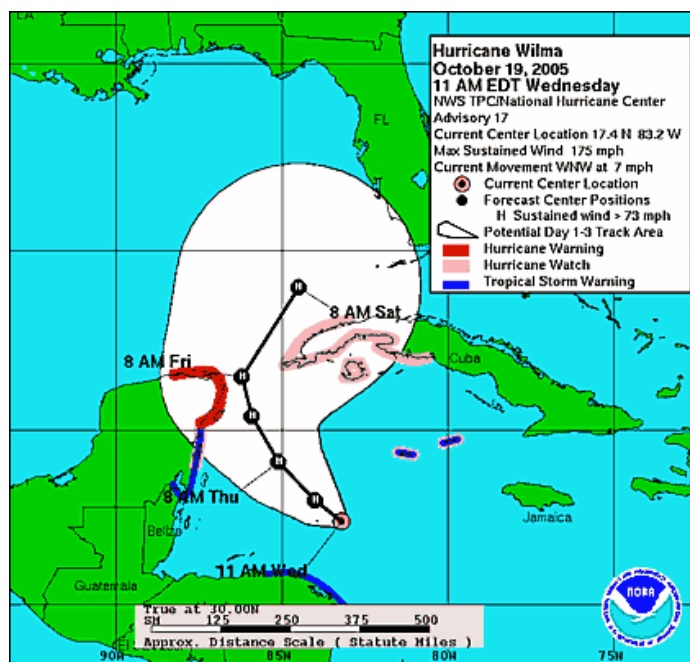 LA
FL
Hurricane Wilma
October 19, 2005
11 AM EDT Wednesday
NWS TPC/National Hurricane Center
Advisory 17
Current Center Location 17.4 N 83.2 W
Max Sustained Wind 175 mph
Current Movement WNW at 7 mph
Current Center Location
Forecast Center Positions
H Sustained wind > 73 mph
Potential Day 1-3 Track Area
Hurricane Warning
Hurricane Watch
Tropical Storm Warning
H
8 AM Sat
8 AM Fri
H
Cuba
H
H
8 AM Thu
H
Belize
Jamaica
11 AM Wed
Guatemala
NOAA
True at 30.00N
SM 125 250 375 500
Approx. Distance Scale ( Statute Miles )
90W 85W 80W 75W